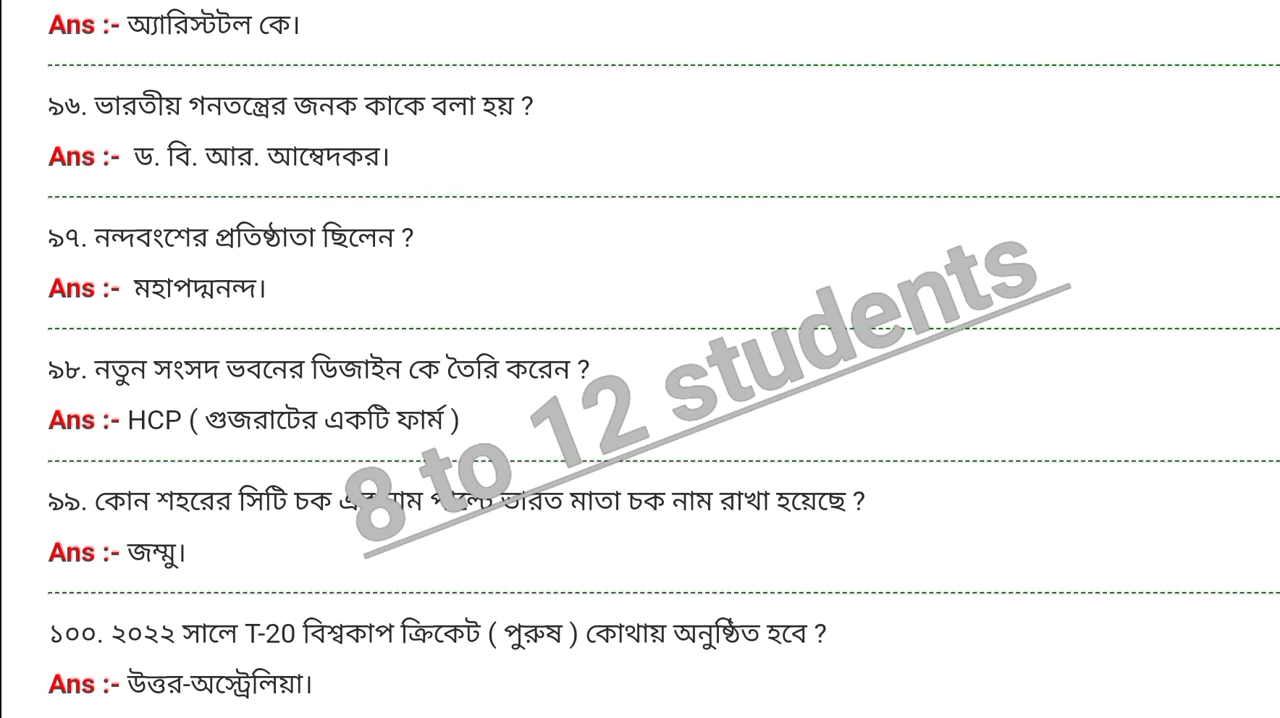 Ans :- অ্যারিস্টটল কে।
৯৬. ভারতীয় গনতন্ত্রের জনক কাকে বলা হয় ?
Ans :- ড. বি. আর. আম্বেদকর।
৯৭. নন্দবংশের প্রতিষ্ঠাতা ছিলেন ?
Ans :- মহাপদ্মনন্দ।
৯৮. নতুন সংসদ ভবনের ডিজাইন কে তৈরি করেন ?
Ans :- HCP ( গুজরাটের একটি ফার্ম )
৯৯. কোন শহরের সিটি চক এর নাম পাল্টে ভারত মাতা চক নাম রাখা হয়েছে ?
Ans :- জম্মু।
১০০. ২০২২ সালে T-20 বিশ্বকাপ ক্রিকেট ( পুরুষ ) কোথায় অনুষ্ঠিত হবে ?
Ans :- উত্তর-অস্ট্রেলিয়া।
8 to 12 students